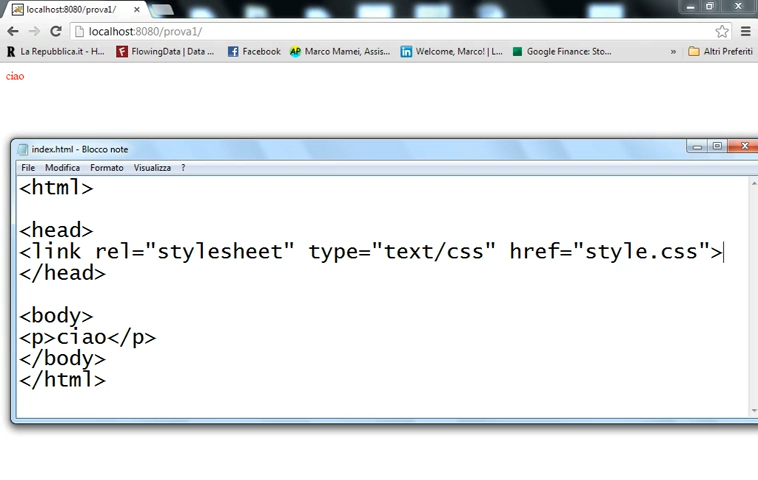 localhost:8080/prova1/
localhost:8080/prova1/
La Repubblica.it - H... FlowingData | Data ... Facebook Marco Mamei, Assis... Welcome, Marco! | L... Google Finance: Sto... » Altri Preferiti
ciao
index.html - Blocco note
File Modifica Formato Visualizza ?
<html>
<head>
<link rel="stylesheet" type="text/css" href="style.css">
</head>
<body>
<p>ciao</p>
</body>
</html>